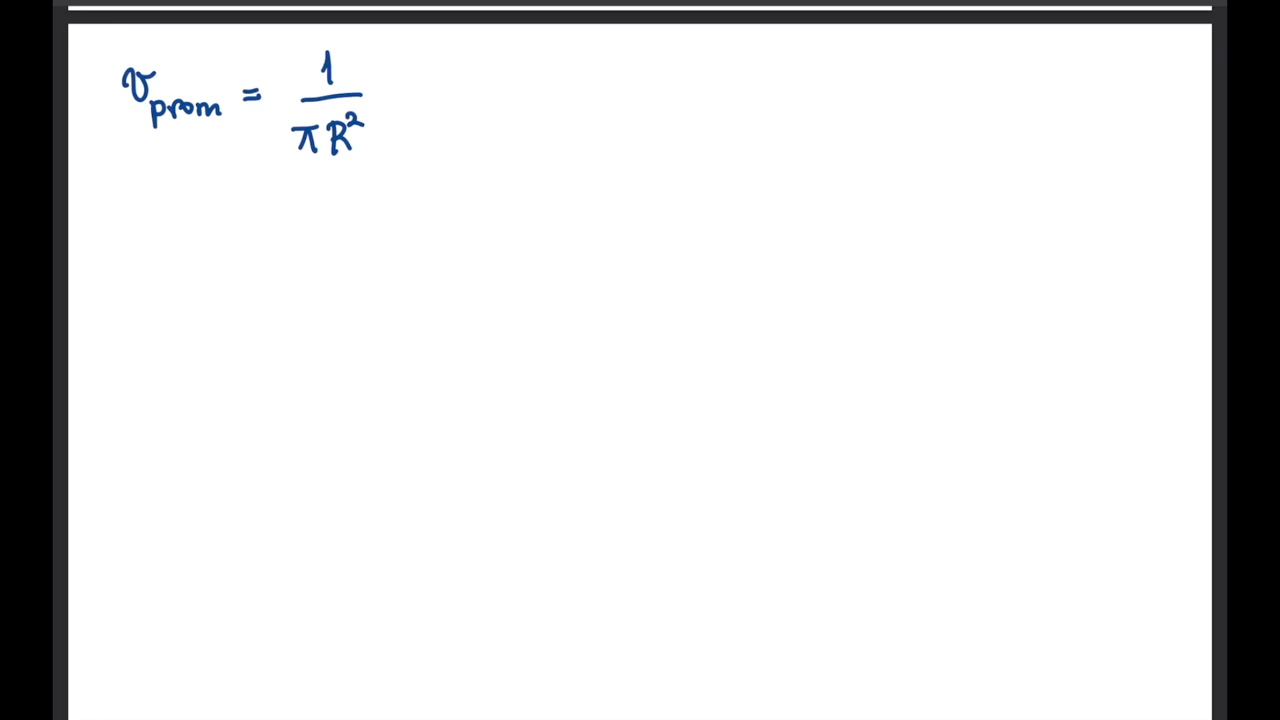 v_prom = 1/(πR²)